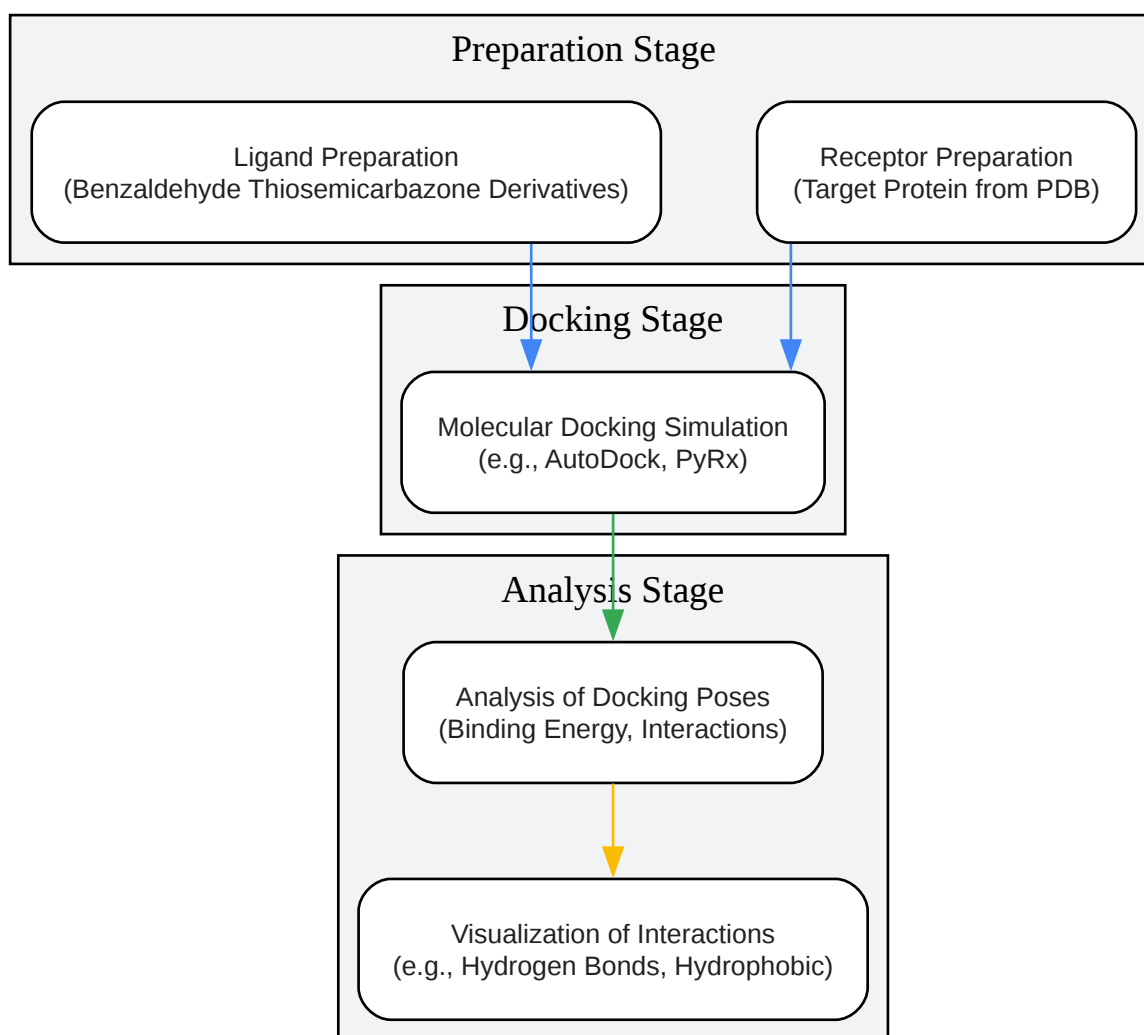 Preparation Stage
Ligand Preparation
(Benzaldehyde Thiosemicarbazone Derivatives)
Receptor Preparation
(Target Protein from PDB)
Docking Stage
Molecular Docking Simulation
(e.g., AutoDock, PyRx)
Analysis Stage
Analysis of Docking Poses
(Binding Energy, Interactions)
Visualization of Interactions
(e.g., Hydrogen Bonds, Hydrophobic)